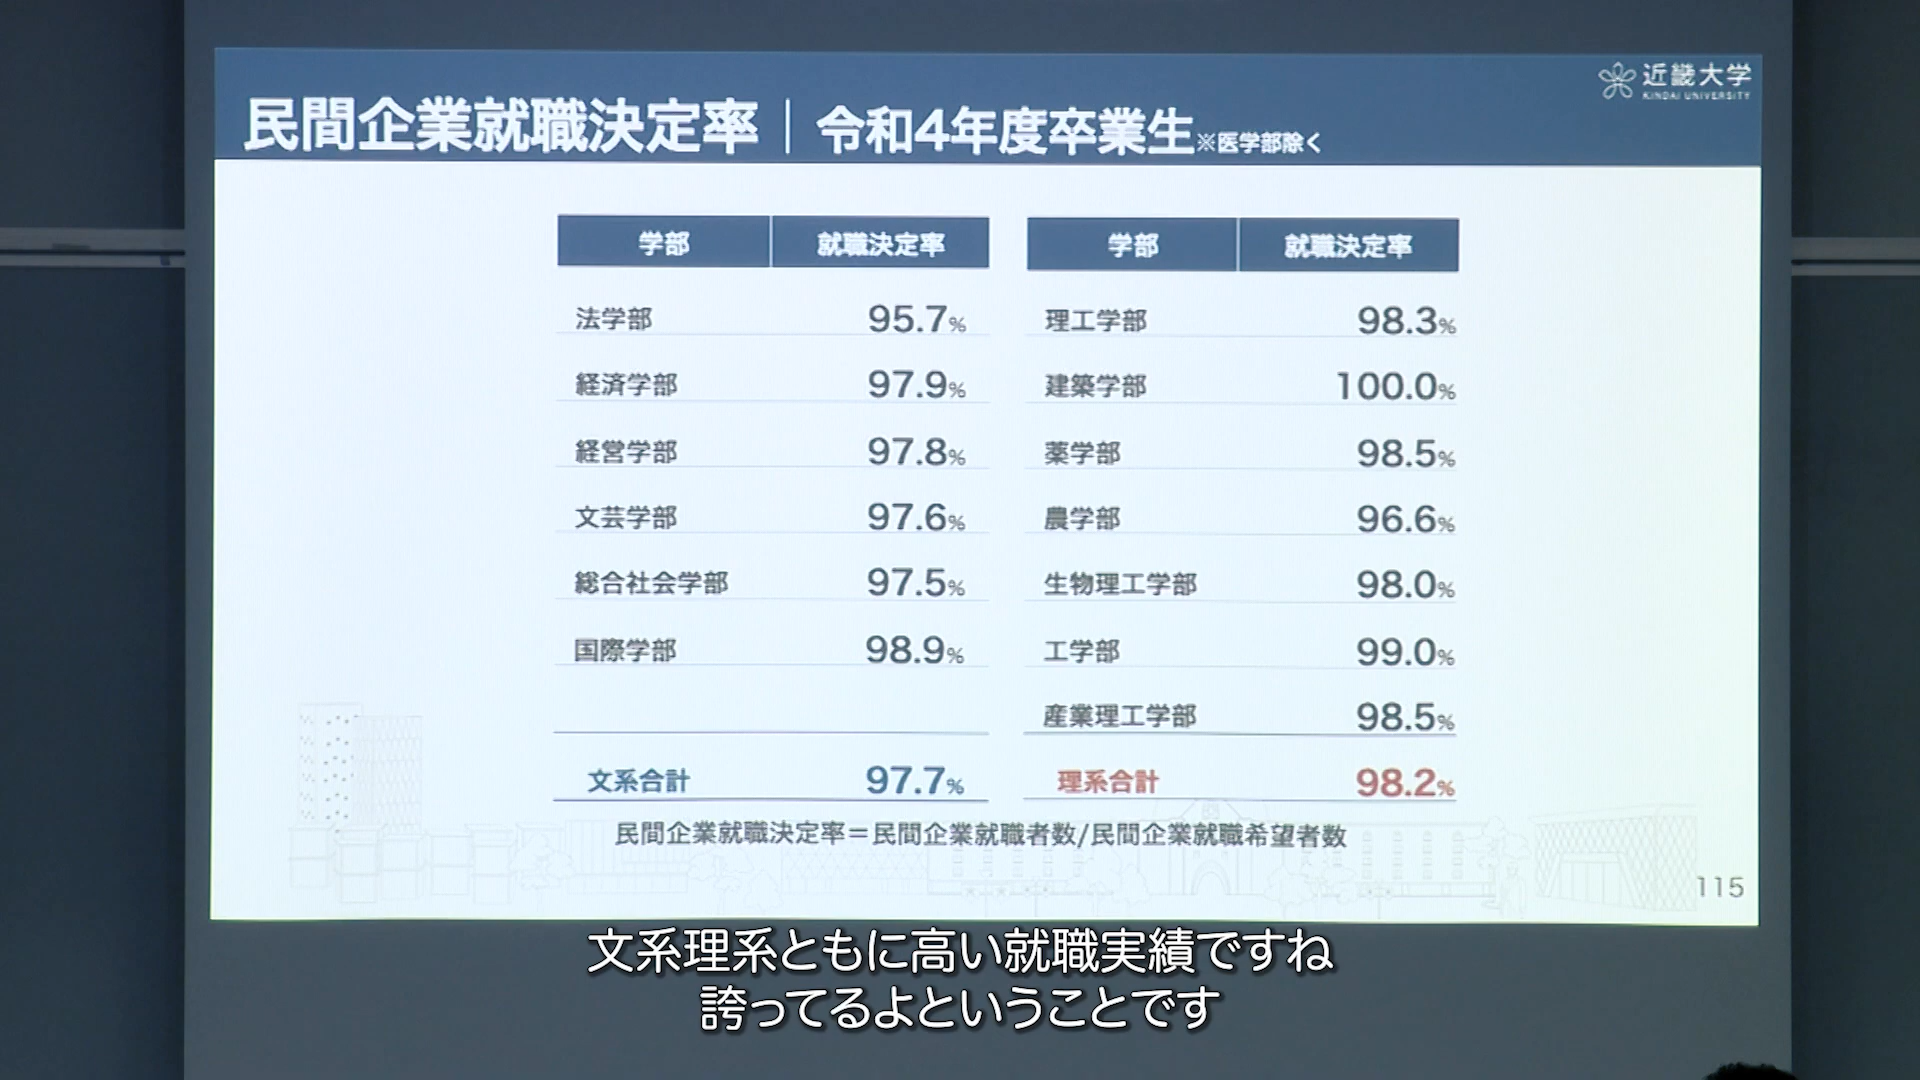 近畿大学
KINDAI UNIVERSITY
民間企業就職決定率｜令和4年度卒業生※医学部除く
学部 就職決定率
法学部 95.7%
経済学部 97.9%
経営学部 97.8%
文芸学部 97.6%
総合社会学部 97.5%
国際学部 98.9%
文系合計 97.7%
学部 就職決定率
理工学部 98.3%
建築学部 100.0%
薬学部 98.5%
農学部 96.6%
生物理工学部 98.0%
工学部 99.0%
産業理工学部 98.5%
理系合計 98.2%
民間企業就職決定率＝民間企業就職者数/民間企業就職希望者数
115
文系理系ともに高い就職実績ですね
誇ってるよということです